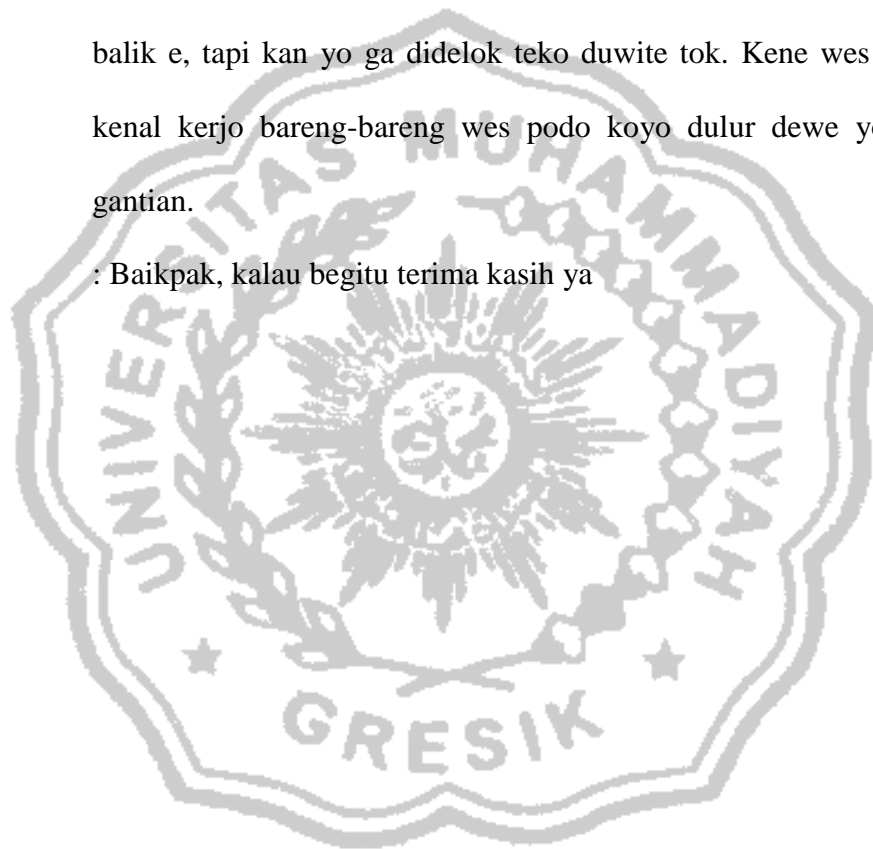 balik e, tapi kan yo ga didelok teko duwite tok. Kene wes
kenal kerjo bareng-bareng wes podo koyo dulur dewe
gantian.
: Baikpak, kalau begitu terima kasih ya
UNIVERSITAS MUHAMMADIYAH
GRESIK